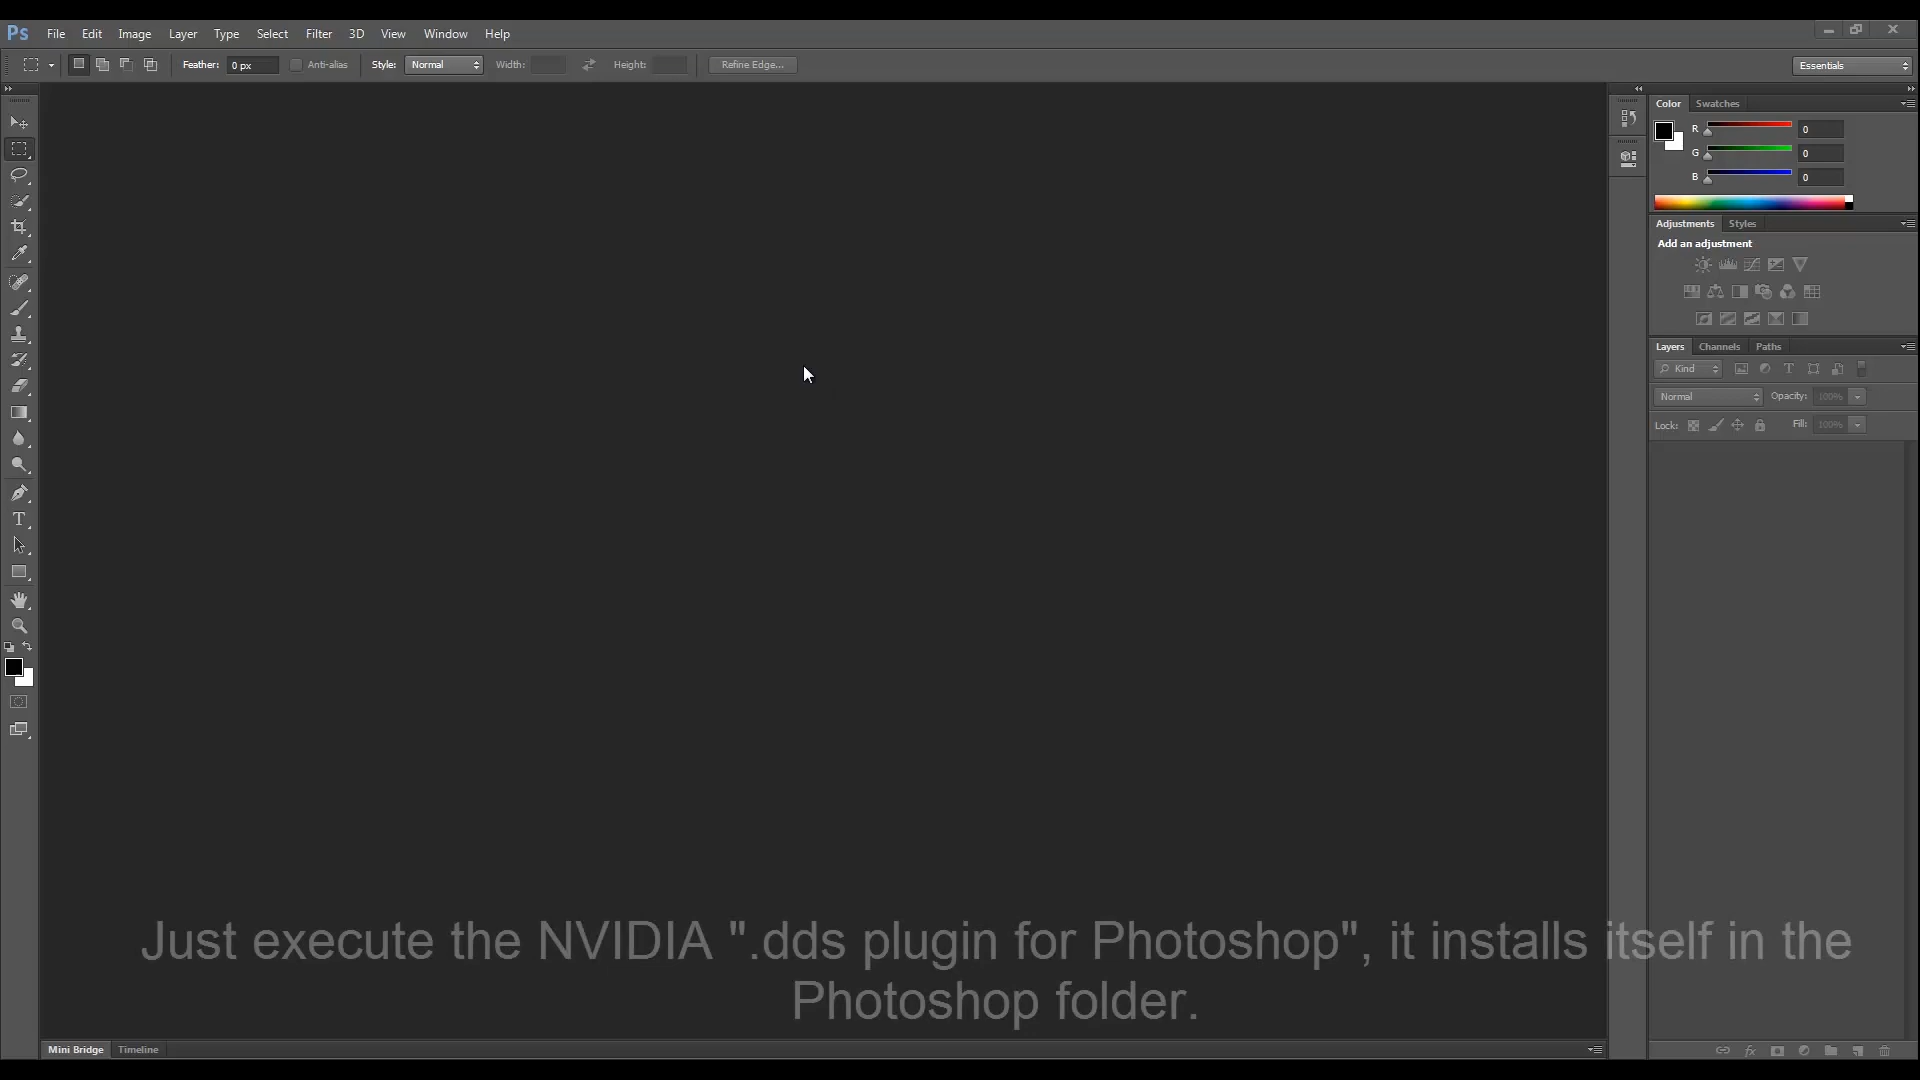 Ps File Edit Image Layer Type Select Filter 3D View Window Help
Feather: 0 px Anti-alias Style: Normal Width: Height: Refine Edge... Essentials
Color Swatches
R 0
G 0
B 0
Adjustments Styles
Add an adjustment
Layers Channels Paths
Kind
Normal Opacity: 100%
Lock: Fill: 100%
Just execute the NVIDIA ".dds plugin for Photoshop", it installs itself in the
Photoshop folder.
Mini Bridge Timeline